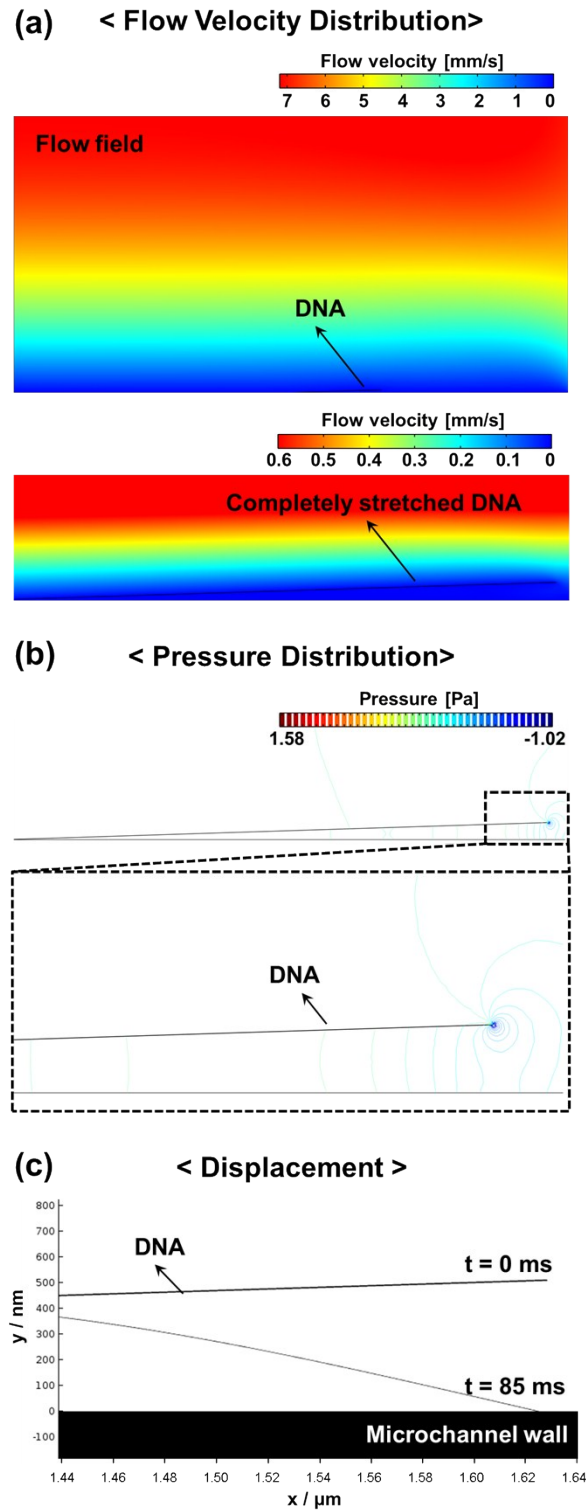 (a) < Flow Velocity Distribution>
Flow velocity [mm/s]
7 6 5 4 3 2 1 0
Flow field
DNA
Flow velocity [mm/s]
0.6 0.5 0.4 0.3 0.2 0.1 0
Completely stretched DNA
(b) < Pressure Distribution>
Pressure [Pa]
1.58 -1.02
DNA
(c) < Displacement >
800
700
600
500
400
300
200
100
0
-100
y / nm
DNA
t = 0 ms
t = 85 ms
Microchannel wall
1.44 1.46 1.48 1.50 1.52 1.54 1.56 1.58 1.60 1.62 1.64
x / μm